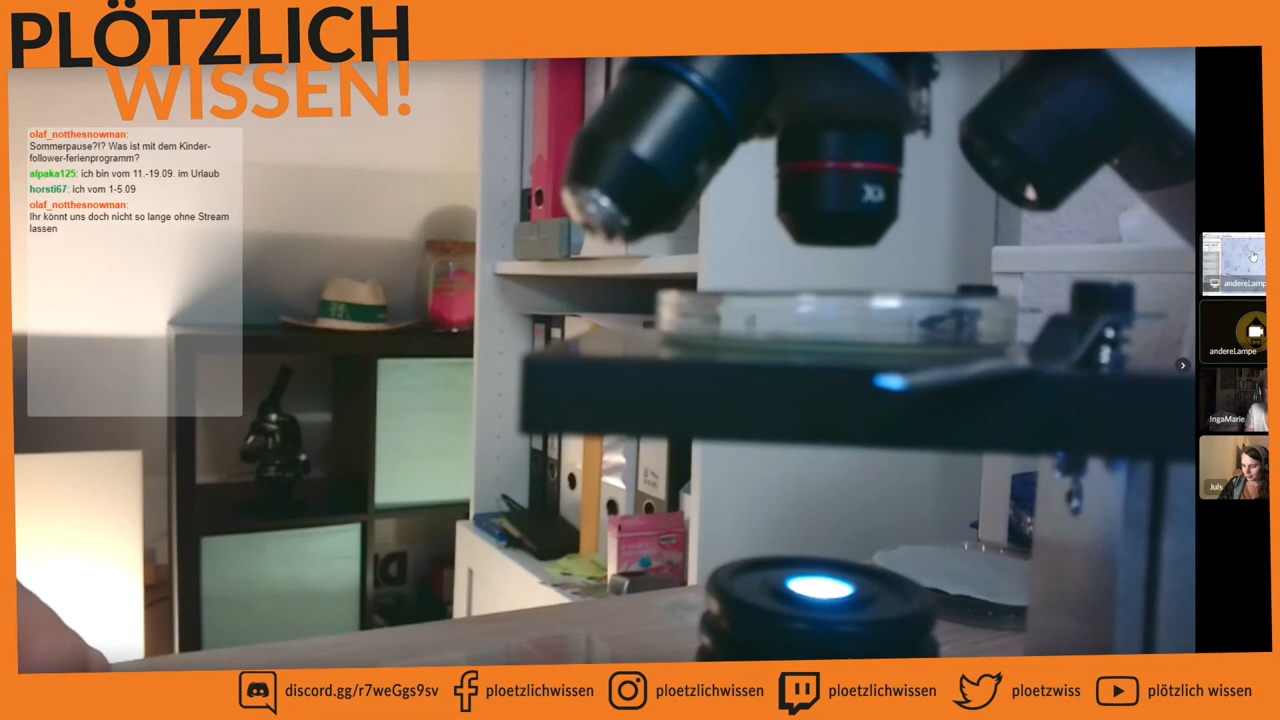 PLÖTZLICH
WISSEN!
olaf_notthesnowman:
Sommerpause?!? Was ist mit dem Kinder-
follower-ferienprogramm?
alpaka125: ich bin vom 11.-19.09. im Urlaub
horsti67: ich vom 1-5.09
olaf_notthesnowman:
Ihr könnt uns doch nicht so lange ohne Stream
lassen
andereLamp
andereLampe
IngaMarie
Juls
discord.gg/r7weGgs9sv
ploetzlichwissen
ploetzlichwissen
ploetzlichwissen
ploetzwiss
plötzlich wissen